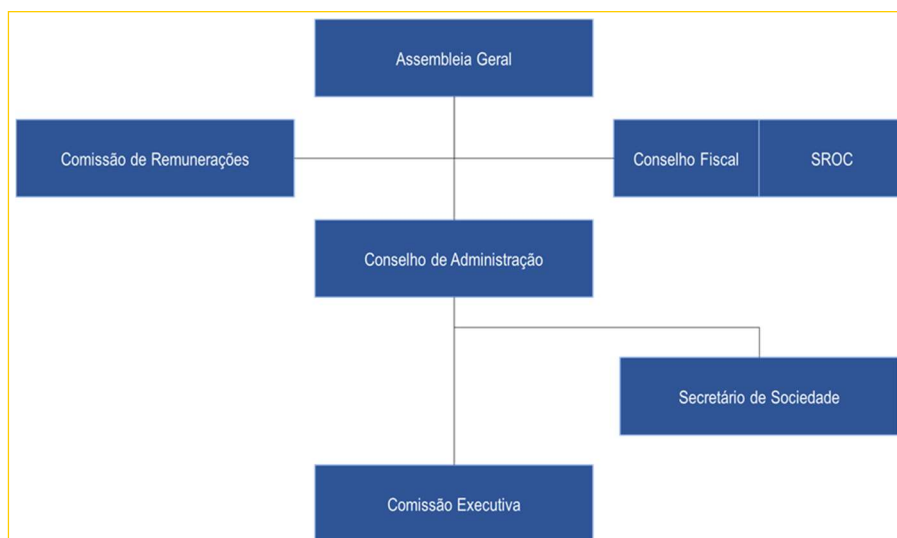 Assembleia Geral
Comissão de Remunerações
Conselho Fiscal
SROC
Conselho de Administração
Secretário de Sociedade
Comissão Executiva